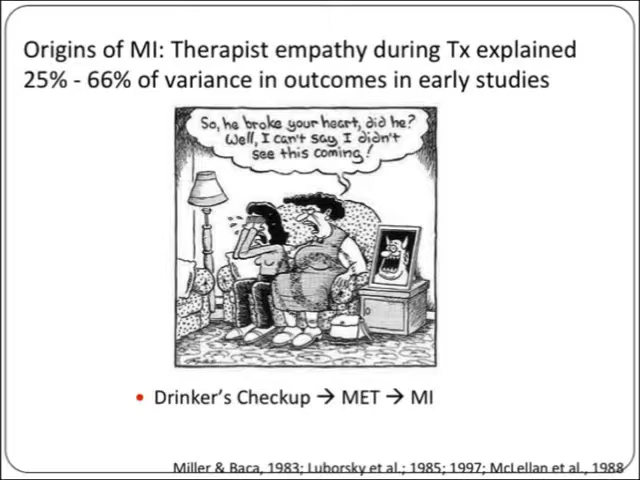 Origins of MI: Therapist empathy during Tx explained
25% - 66% of variance in outcomes in early studies
So, he broke your heart, did he?
Well, I can't say I didn't
see this coming!
• Drinker's Checkup → MET → MI
Miller & Baca, 1983; Luborsky et al.; 1985; 1997; McLellan et al., 1988